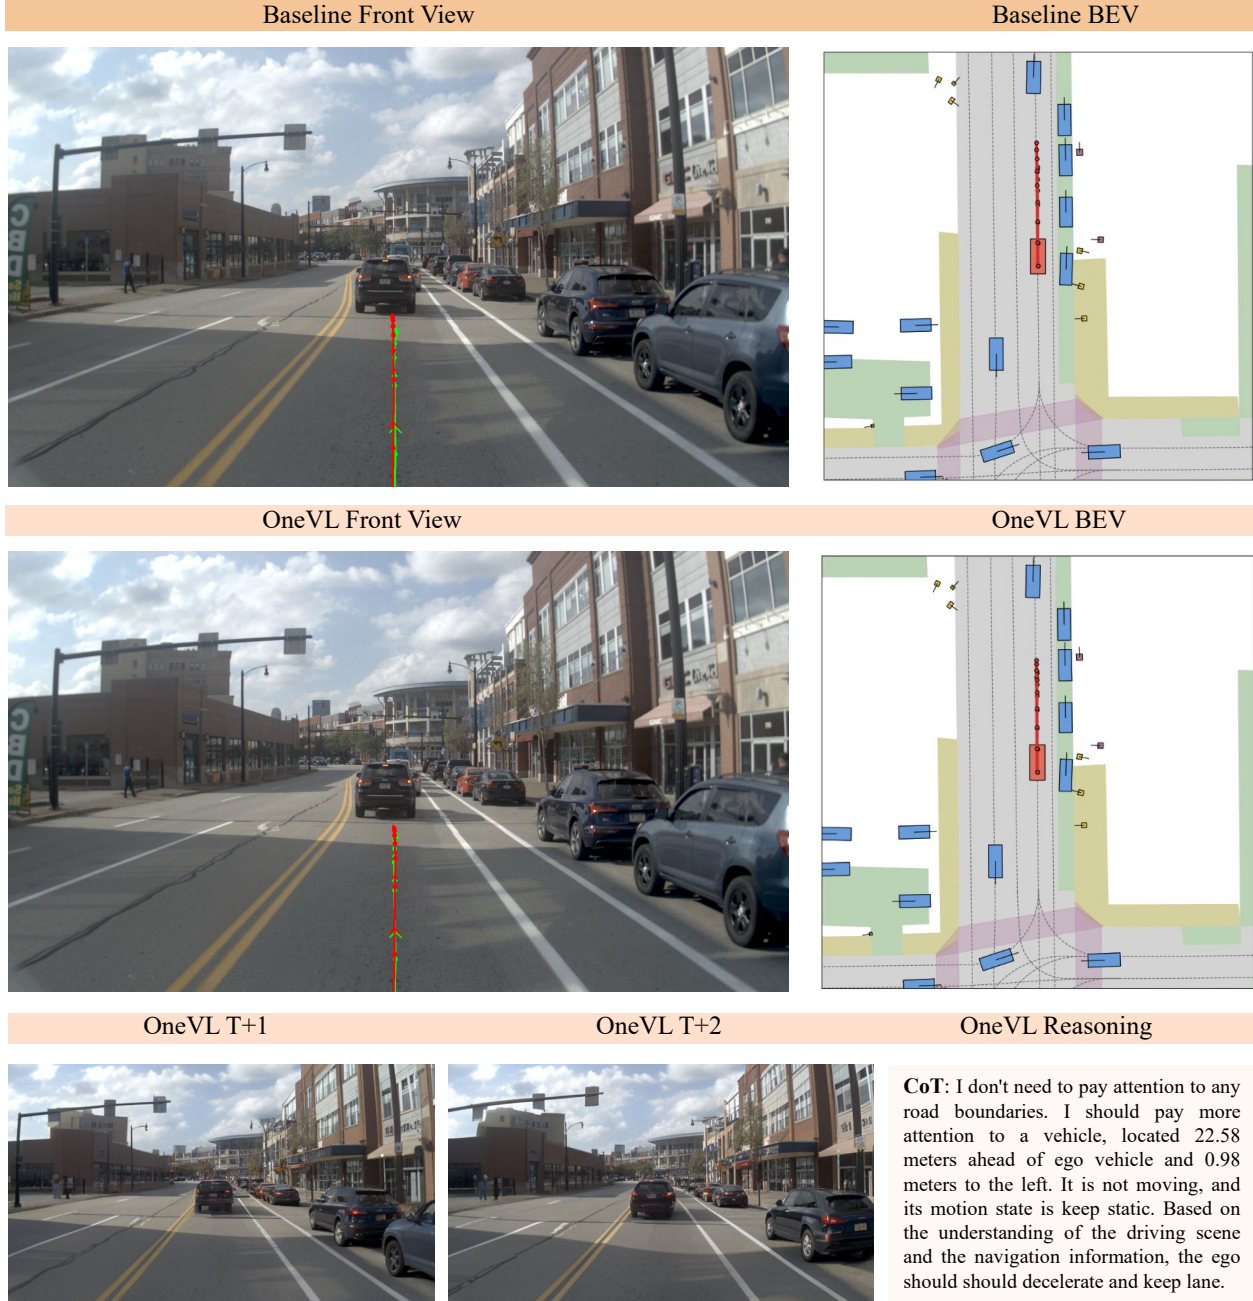 Baseline Front View
Baseline BEV
OneVL Front View
OneVL BEV
OneVL T+1
OneVL T+2
OneVL Reasoning
CoT: I don't need to pay attention to any
road boundaries. I should pay more
attention to a vehicle, located 22.58
meters ahead of ego vehicle and 0.98
meters to the left. It is not moving, and
its motion state is keep static. Based on
the understanding of the driving scene
and the navigation information, the ego
should should decelerate and keep lane.